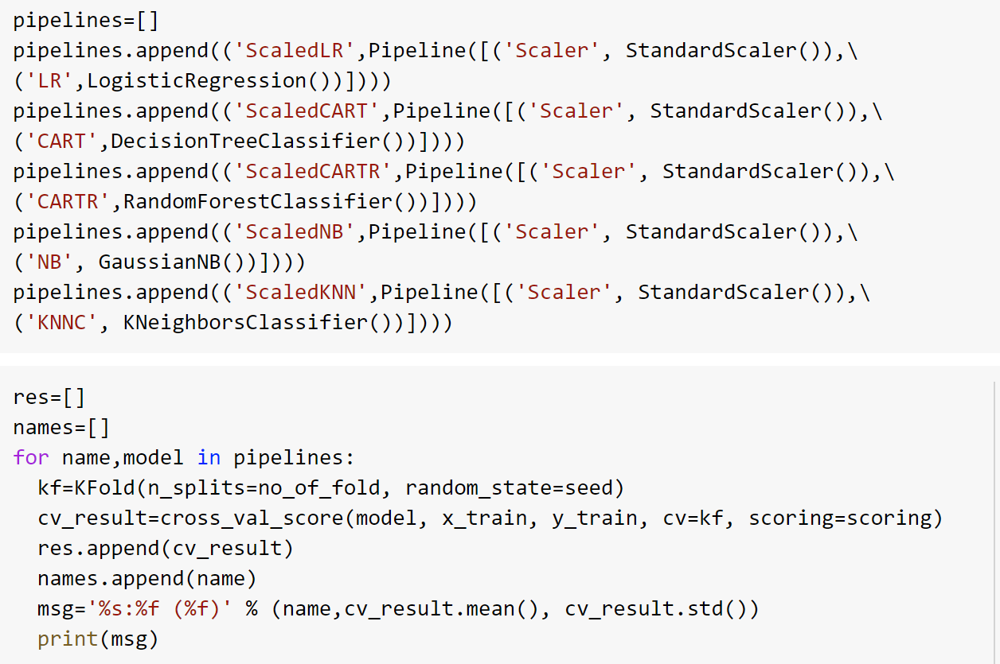 pipelines=[]
pipelines.append(('ScaledLR',Pipeline([('Scaler', StandardScaler()),\
('LR',LogisticRegression())])))
pipelines.append(('ScaledCART',Pipeline([('Scaler', StandardScaler()),\
('CART',DecisionTreeClassifier())])))
pipelines.append(('ScaledCARTR',Pipeline([('Scaler', StandardScaler()),\
('CARTR',RandomForestClassifier())])))
pipelines.append(('ScaledNB',Pipeline([('Scaler', StandardScaler()),\
('NB', GaussianNB())])))
pipelines.append(('ScaledKNN',Pipeline([('Scaler', StandardScaler()),\
('KNNC', KNeighborsClassifier())])))
res=[]
names=[]
for name,model in pipelines:
  kf=KFold(n_splits=no_of_fold, random_state=seed)
  cv_result=cross_val_score(model, x_train, y_train, cv=kf, scoring=scoring)
  res.append(cv_result)
  names.append(name)
  msg='%s:%f (%f)' % (name,cv_result.mean(), cv_result.std())
  print(msg)